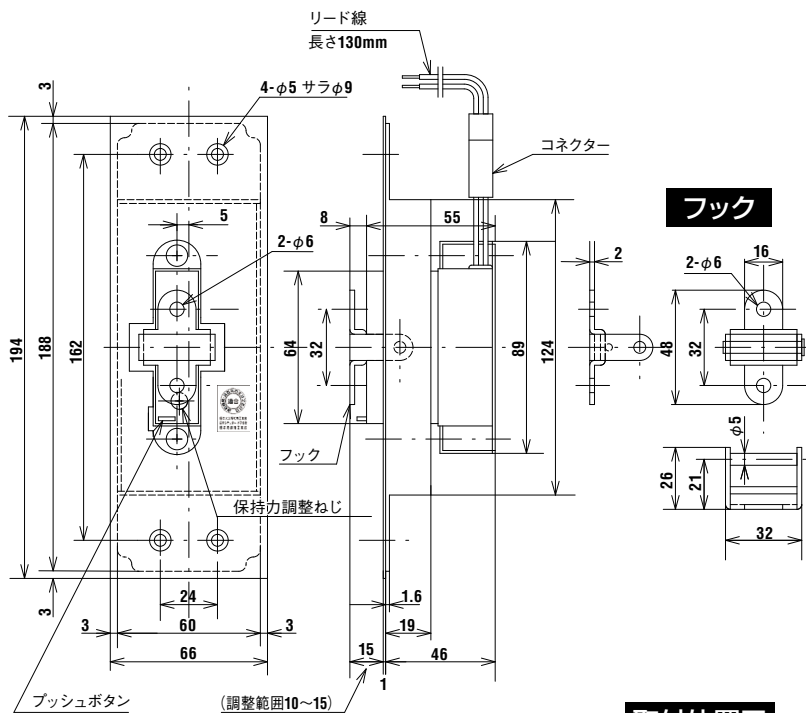 リード線
長さ130mm
3
4-φ5 サラφ9
コネクター
5
8
55
フック
2-φ6
2
16
2-φ6
194
188
162
64
32
89
124
48
32
適合
φ5
フック
26
21
保持力調整ねじ
32
24
1.6
3
3
60
3
19
66
15
46
1
プッシュボタン
(調整範囲10～15)